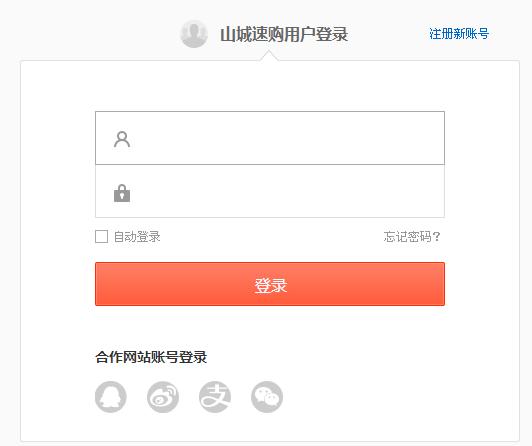 山城速购用户登录
注册新账号
自动登录
忘记密码?
登录
合作网站账号登录
支